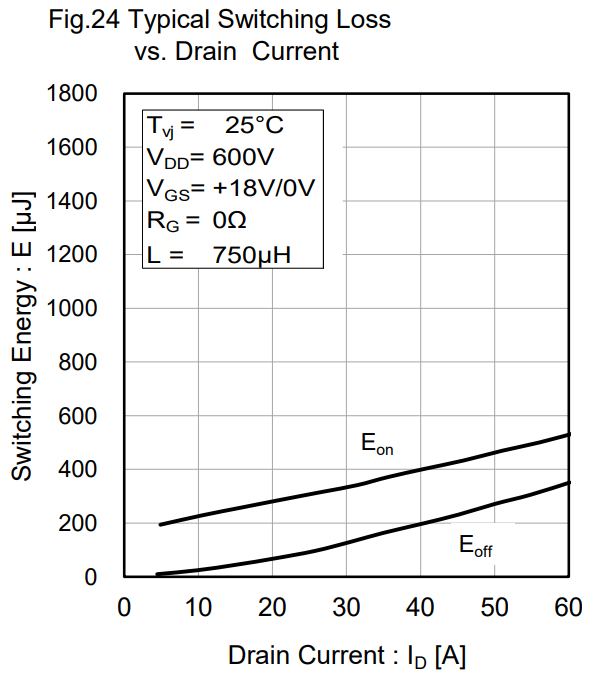 Fig.24 Typical Switching Loss
vs. Drain Current
Switching Energy : E [µJ]
1800
1600
1400
1200
1000
800
600
400
200
0
Tvj = 25°C
VDD= 600V
VGS= +18V/0V
RG = 0Ω
L = 750µH
Eon
Eoff
0 10 20 30 40 50 60
Drain Current : ID [A]